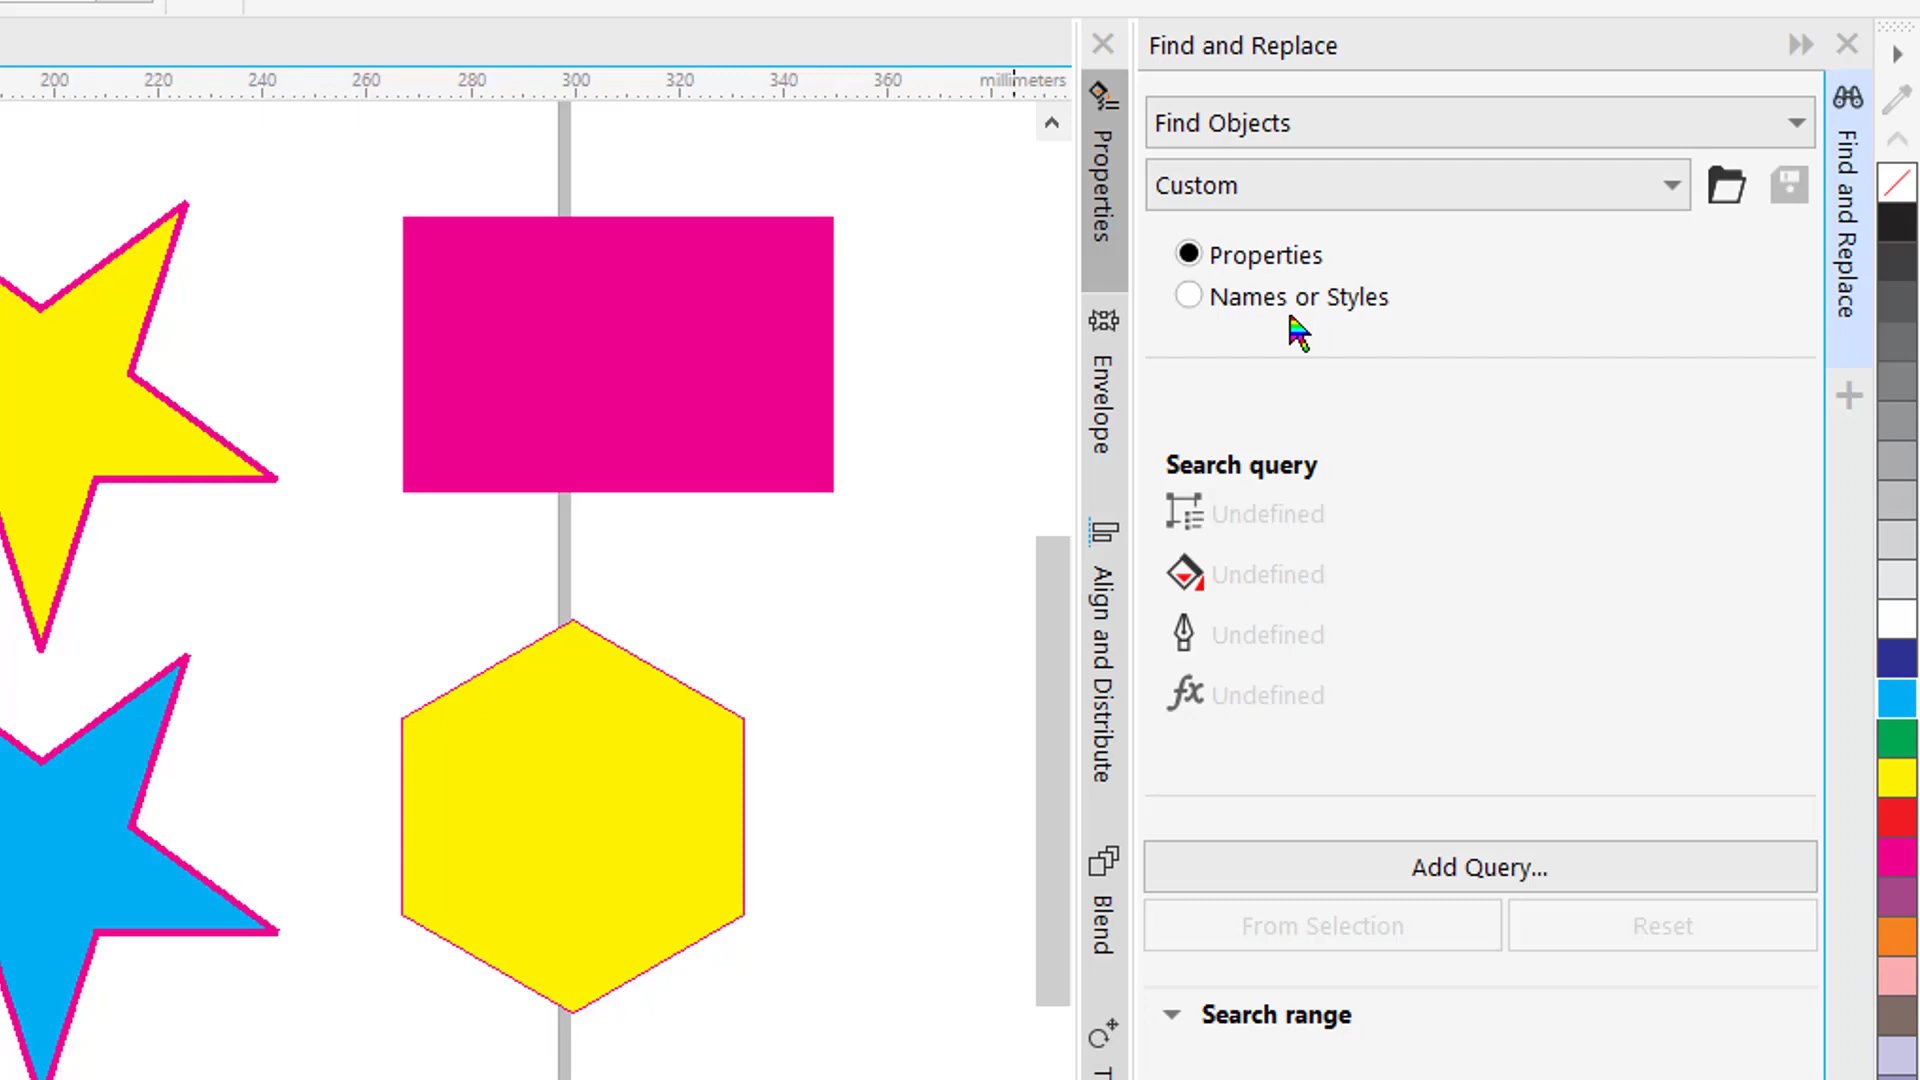 Find and Replace
200 220 240 260 280 300 320 340 360 millimeters
Find Objects
Custom
Properties
Names or Styles
Search query
Undefined
Undefined
Undefined
fx Undefined
Add Query...
From Selection
Reset
Search range
Properties
Envelope
Align and Distribute
Blend
T
Find and Replace